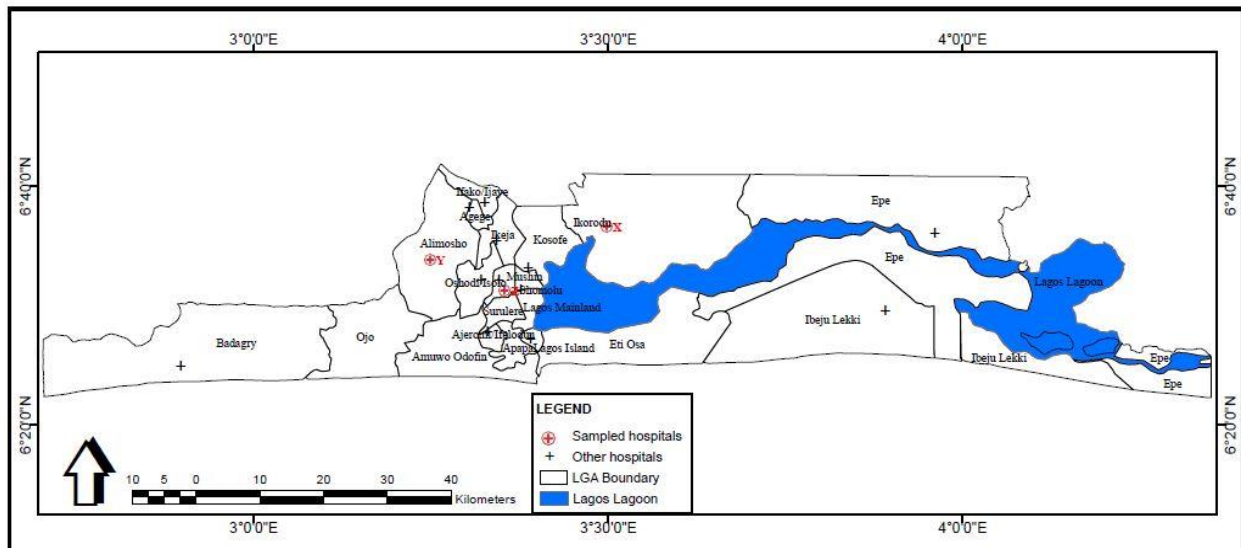 3°0'0"E 3°30'0"E 4°0'0"E
6°40'0"N 6°40'0"N
Epe
Agege
Ikorodu X
Ikeja
Kosofe
Alimosho
Y
Epe
Oshodi/Isolo
Mushin
Lagos Lagoon
Surulere
Lagos Mainland
Ibeju Lekki
Badagry
Ojo
Ajeromi/Ifelodun
Apapa
Lagos Island
Eti Osa
Amuwo Odofin
Ibeju Lekki
Epe
Epe
6°20'0"N 6°20'0"N
LEGEND
Sampled hospitals
Other hospitals
LGA Boundary
Lagos Lagoon
10 5 0 10 20 30 40
Kilometers
3°0'0"E 3°30'0"E 4°0'0"E